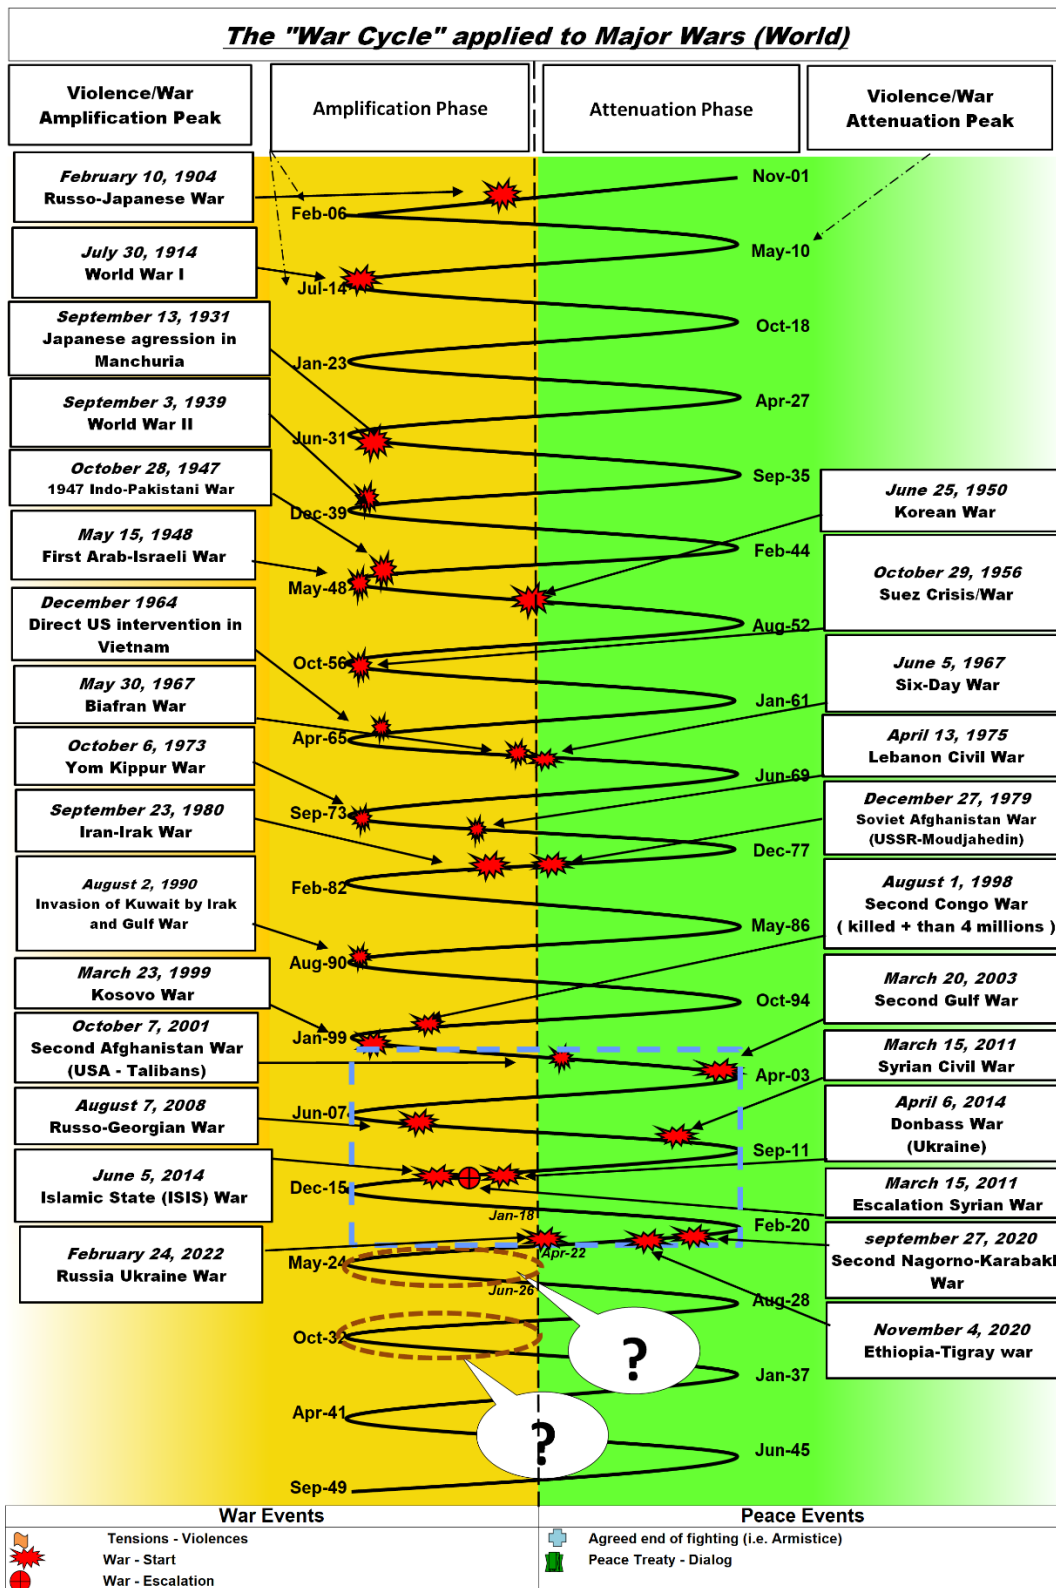 The "War Cycle" applied to Major Wars (World)
Violence/War
Amplification Peak
Amplification Phase
Attenuation Phase
Violence/War
Attenuation Peak
February 10, 1904
Russo-Japanese War
July 30, 1914
World War I
September 13, 1931
Japanese agression in
Manchuria
September 3, 1939
World War II
October 28, 1947
1947 Indo-Pakistani War
May 15, 1948
First Arab-Israeli War
December 1964
Direct US intervention in
Vietnam
May 30, 1967
Biafran War
October 6, 1973
Yom Kippur War
September 23, 1980
Iran-Irak War
August 2, 1990
Invasion of Kuwait by Irak
and Gulf War
March 23, 1999
Kosovo War
October 7, 2001
Second Afghanistan War
(USA - Talibans)
August 7, 2008
Russo-Georgian War
June 5, 2014
Islamic State (ISIS) War
February 24, 2022
Russia Ukraine War
Feb-06
Jul-14
Jan-23
Jun-31
Dec-39
May-48
Oct-56
Apr-65
Sep-73
Feb-82
Aug-90
Jan-99
Jun-07
Dec-15
Jan-18
Apr-22
May-24
Jun-26
Oct-32
Apr-41
Sep-49
?
?
Nov-01
May-10
Oct-18
Apr-27
Sep-35
Feb-44
Aug-52
Jan-61
Jun-69
Dec-77
May-86
Oct-94
Apr-03
Sep-11
Feb-20
Aug-28
Jan-37
Jun-45
June 25, 1950
Korean War
October 29, 1956
Suez Crisis/War
June 5, 1967
Six-Day War
April 13, 1975
Lebanon Civil War
December 27, 1979
Soviet Afghanistan War
(USSR-Moudjahedin)
August 1, 1998
Second Congo War
( killed + than 4 millions )
March 20, 2003
Second Gulf War
March 15, 2011
Syrian Civil War
April 6, 2014
Donbass War
(Ukraine)
March 15, 2011
Escalation Syrian War
september 27, 2020
Second Nagorno-Karabakh
War
November 4, 2020
Ethiopia-Tigray war
War Events
Peace Events
Tensions - Violences
War - Start
War - Escalation
Agreed end of fighting (i.e. Armistice)
Peace Treaty - Dialog